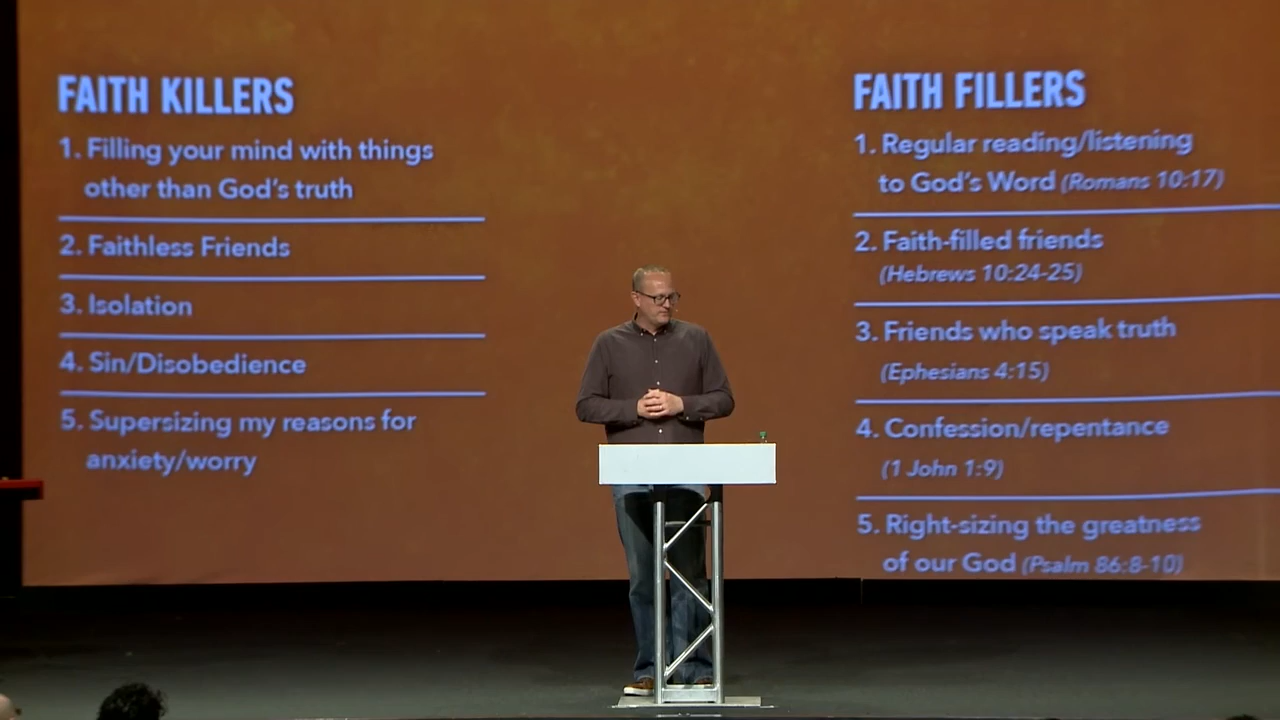 FAITH KILLERS
1. Filling your mind with things
other than God's truth
2. Faithless Friends
3. Isolation
4. Sin/Disobedience
5. Supersizing my reasons for
anxiety/worry
FAITH FILLERS
1. Regular reading/listening
to God's Word (Romans 10:17)
2. Faith-filled friends
(Hebrews 10:24-25)
3. Friends who speak truth
(Ephesians 4:15)
4. Confession/repentance
(1 John 1:9)
5. Right-sizing the greatness
of our God (Psalm 86:8-10)